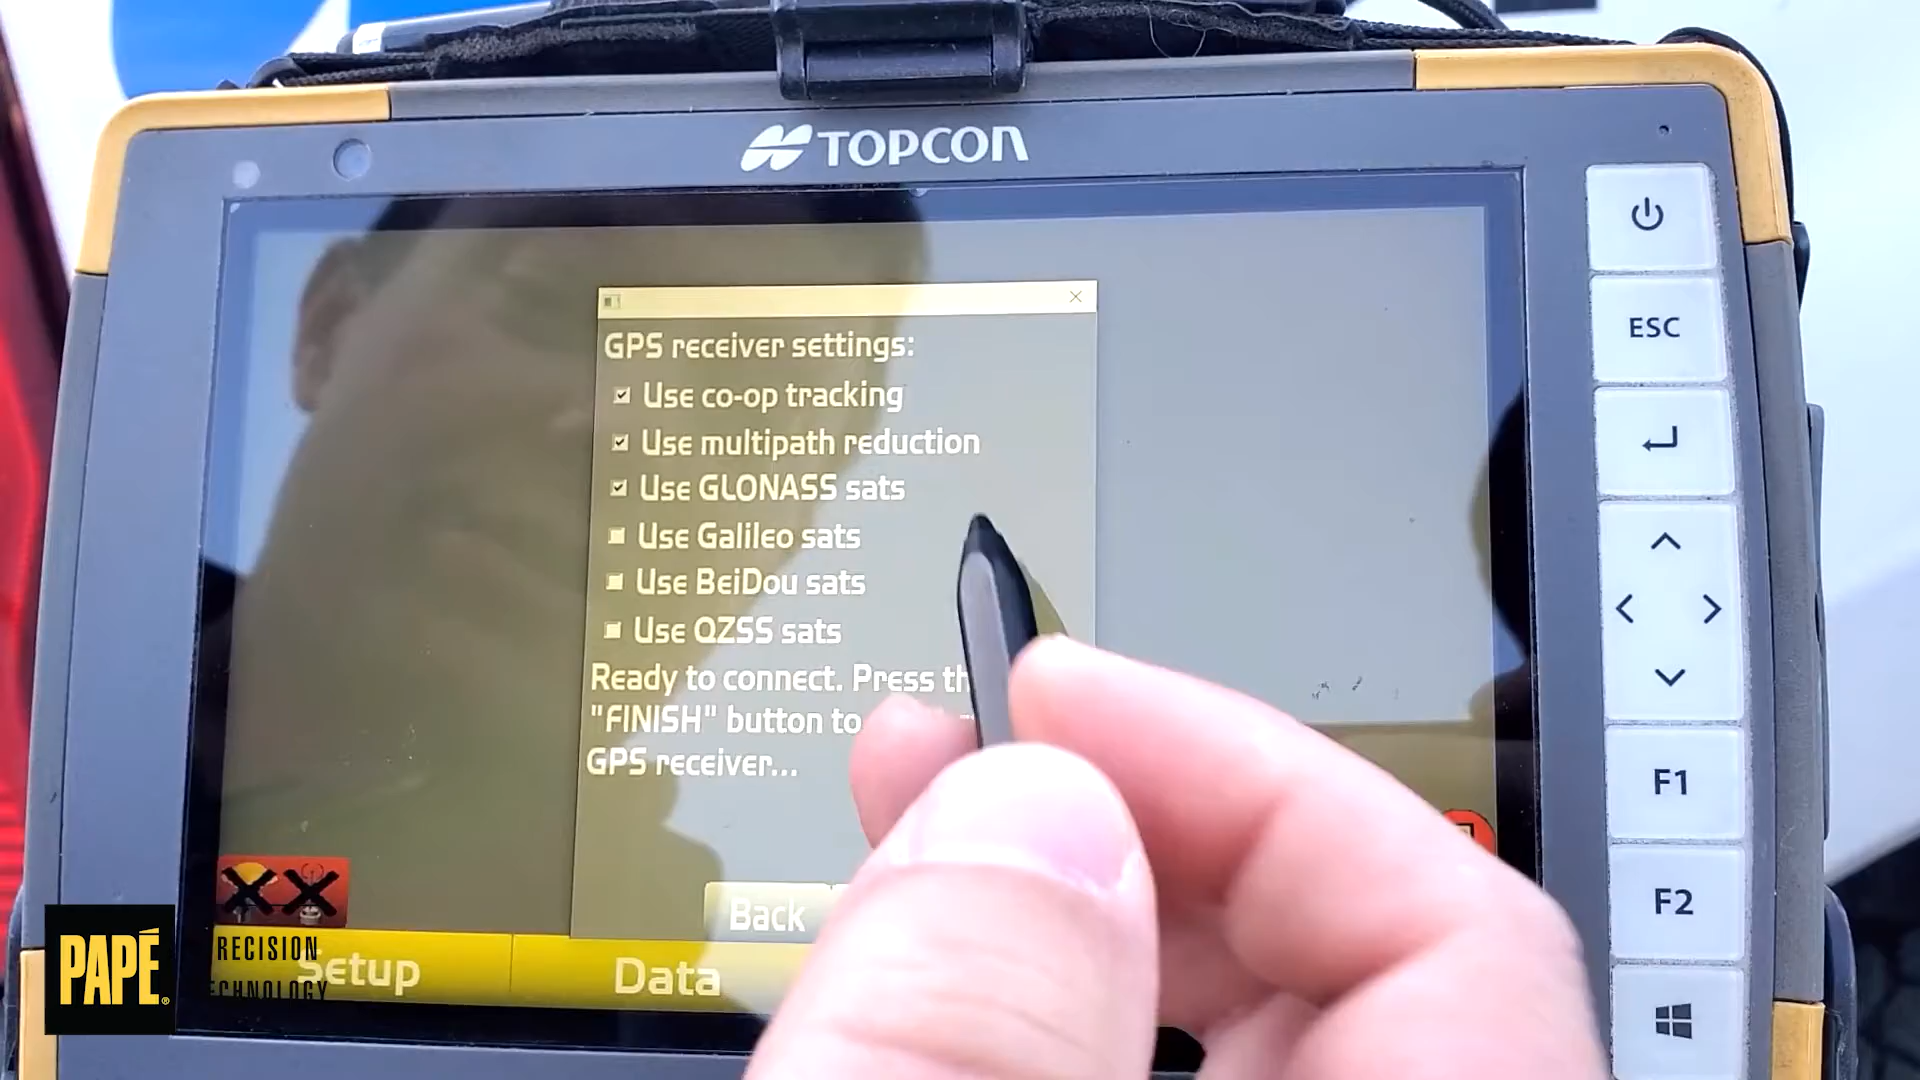 TOPCON
GPS receiver settings:
Use co-op tracking
Use multipath reduction
Use GLONASS sats
Use Galileo sats
Use BeiDou sats
Use QZSS sats
Ready to connect. Press
"FINISH" button to
GPS receiver...
Back
Setup
Data
ESC
F1
F2
PAPÉ
RECISION
ECHNOLOGY